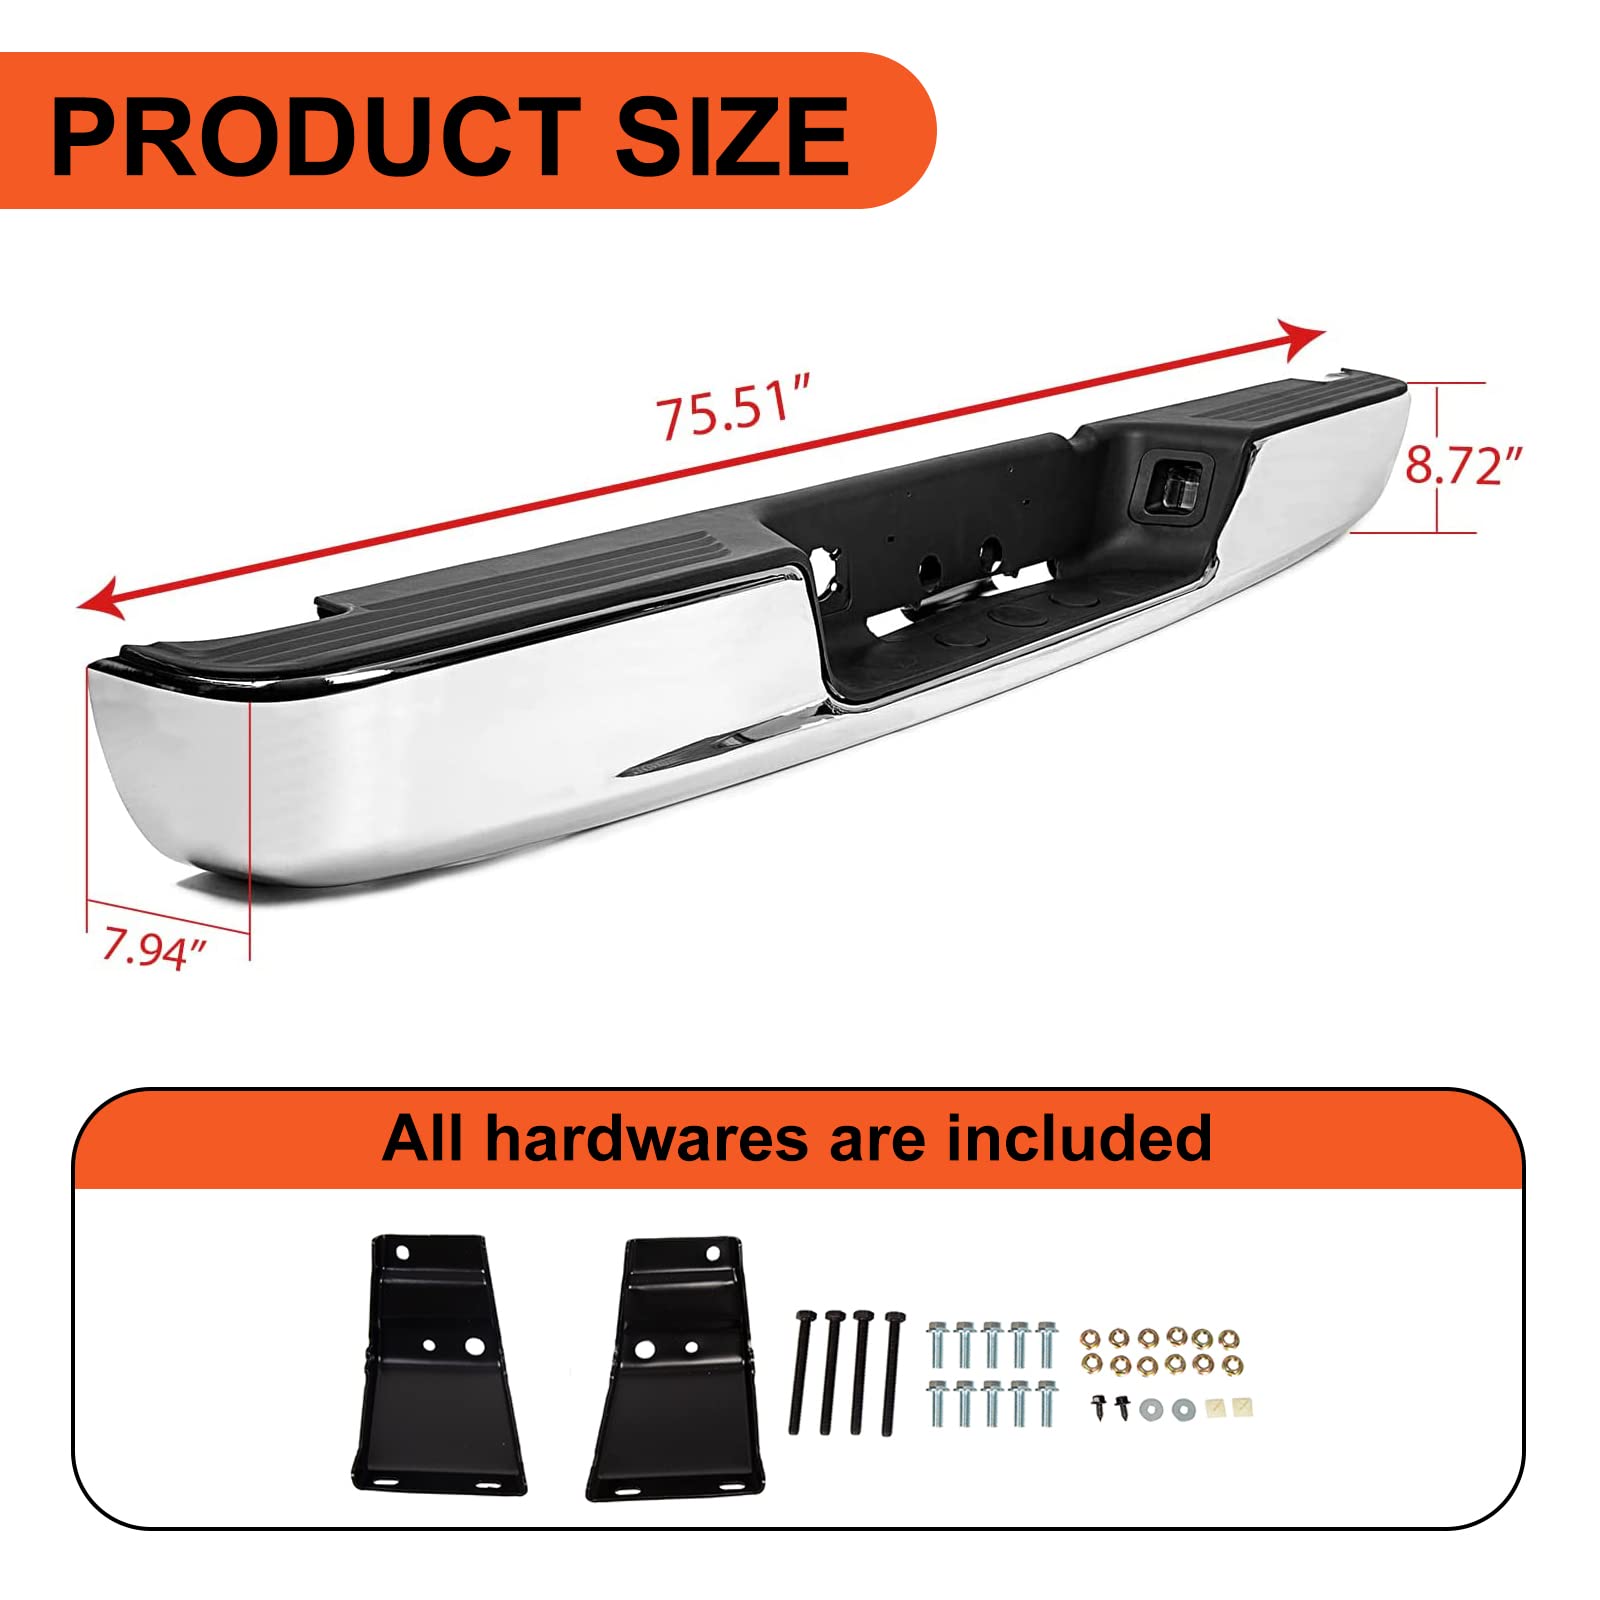 PRODUCT SIZE
75.51”
8.72”
7.94”
All hardwares are included